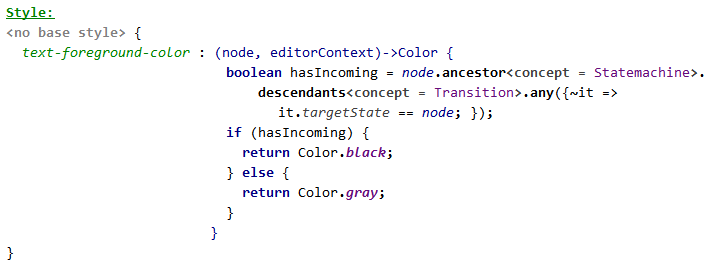 Style:
<no base style> {
  text-foreground-color : (node, editorContext)->Color {
                            boolean hasIncoming = node.ancestor<concept = Statemachine>.
                                descendants<concept = Transition>.any({~it =>
                                  it.targetState == node; });
                            if (hasIncoming) {
                              return Color.black;
                            } else {
                              return Color.gray;
                            }
                          }
}